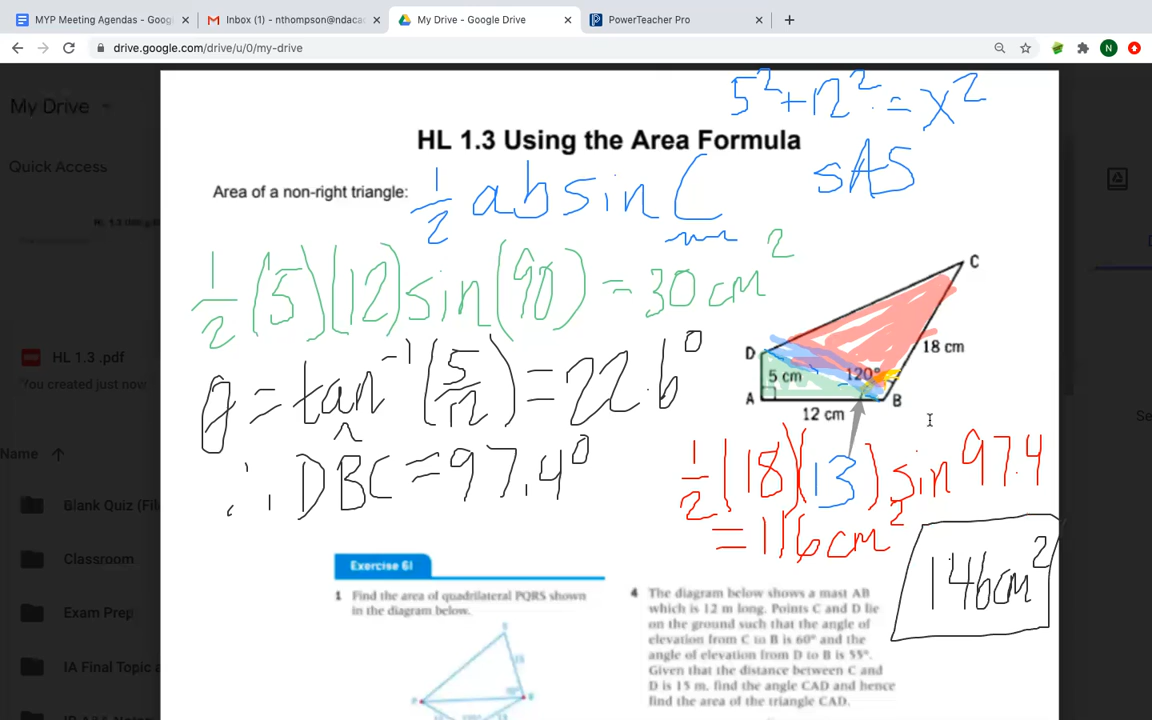 MYP Meeting Agendas - Goog
Inbox (1) - nthompson@ndaca
My Drive - Google Drive
PowerTeacher Pro
drive.google.com/drive/u/0/my-drive
N
My Drive
Quick Access
5² + 12² = x²
HL 1.3 Using the Area Formula
Area of a non-right triangle: 1/2 ab sin C
SAS
1/2 (5)(12) sin(90) = 30 cm²
C
D
5 cm
120°
18 cm
A
B
12 cm
θ = tan⁻¹(5/12) = 22.6°
∴ DB̂C = 97.4°
1/2 (18)(13) sin 97.4
= 116 cm²
146 cm²
HL 1.3 .pdf
You created just now
Name
Blank Quiz (Fil
Classroom
Exam Prep
IA Final Topic
Exercise 6I
1 Find the area of quadrilateral PQRS shown
in the diagram below.
4 The diagram below shows a mast AB
which is 12 m long. Points C and D lie
on the ground such that the angle of
elevation from C to B is 60° and the
angle of elevation from D to B is 55°.
Given that the distance between C and
D is 15 m, find the angle CAD and hence
find the area of the triangle CAD.